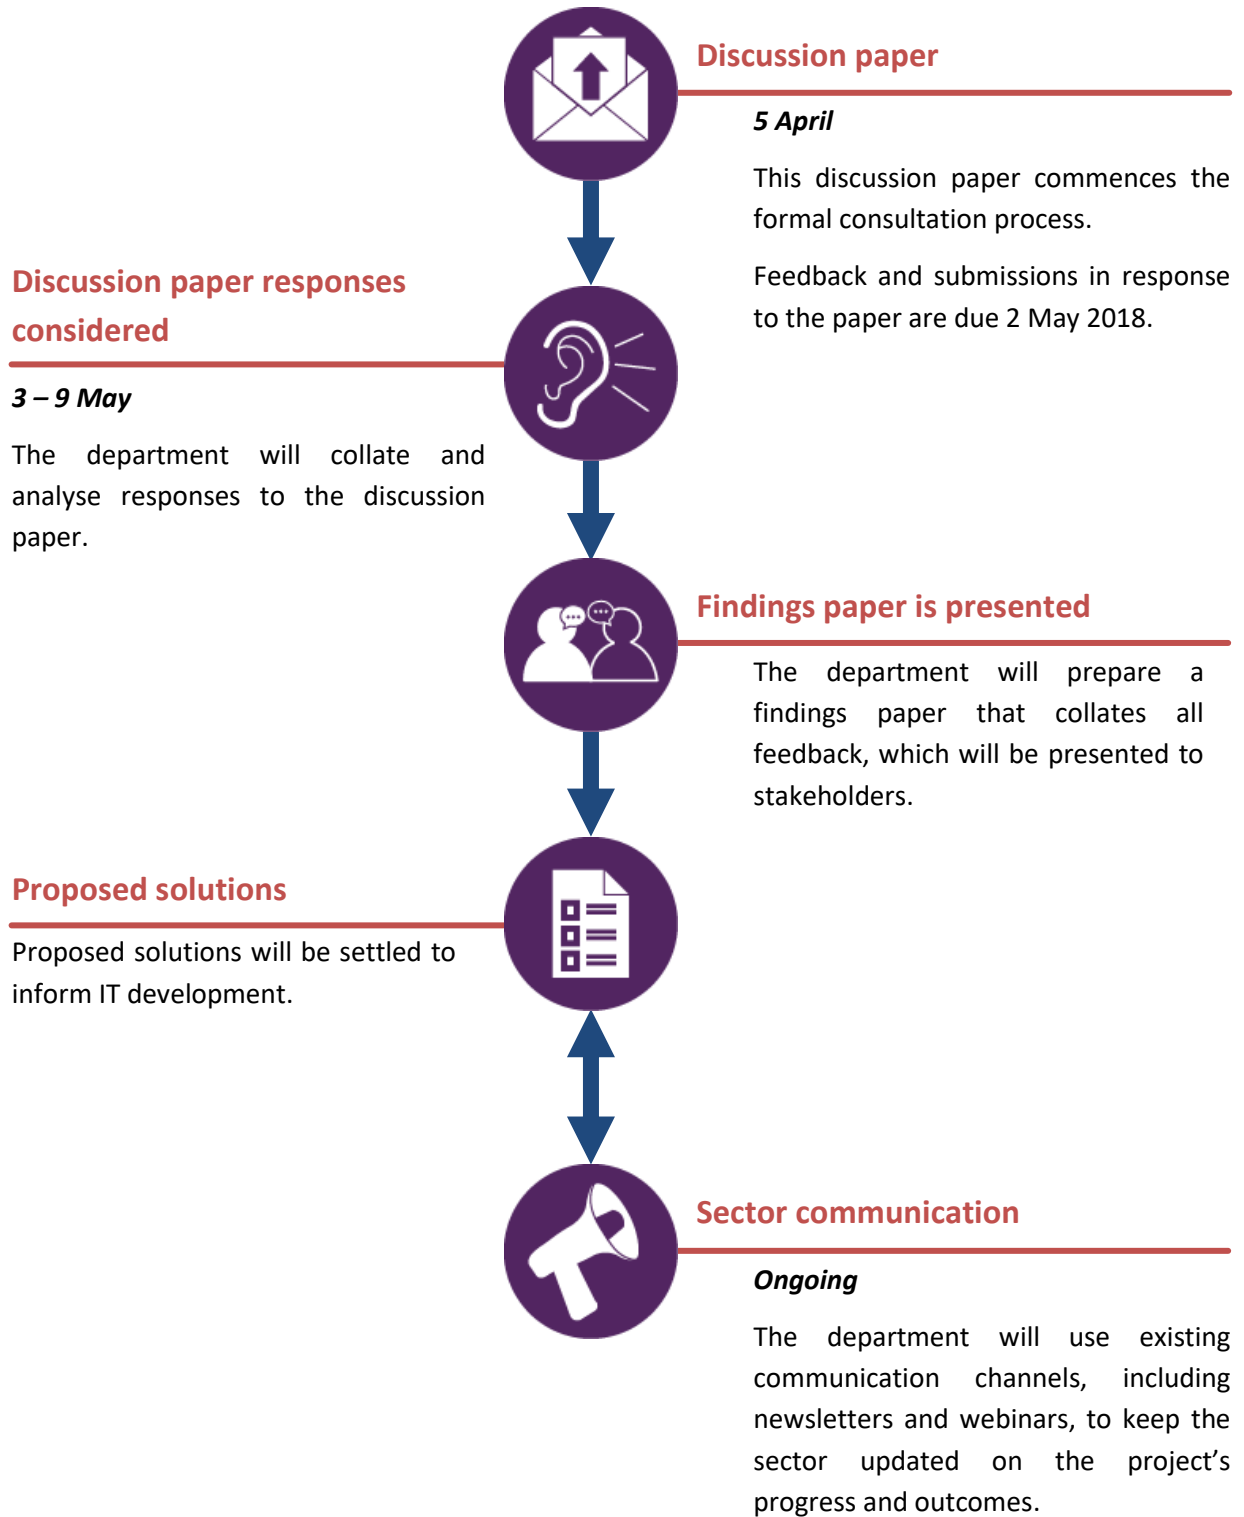 Discussion paper
5 April
This discussion paper commences the
formal consultation process.
Feedback and submissions in response
to the paper are due 2 May 2018.
Discussion paper responses
considered
3 – 9 May
The department will collate and
analyse responses to the discussion
paper.
Findings paper is presented
The department will prepare a
findings paper that collates all
feedback, which will be presented to
stakeholders.
Proposed solutions
Proposed solutions will be settled to
inform IT development.
Sector communication
Ongoing
The department will use existing
communication channels, including
newsletters and webinars, to keep the
sector updated on the project’s
progress and outcomes.